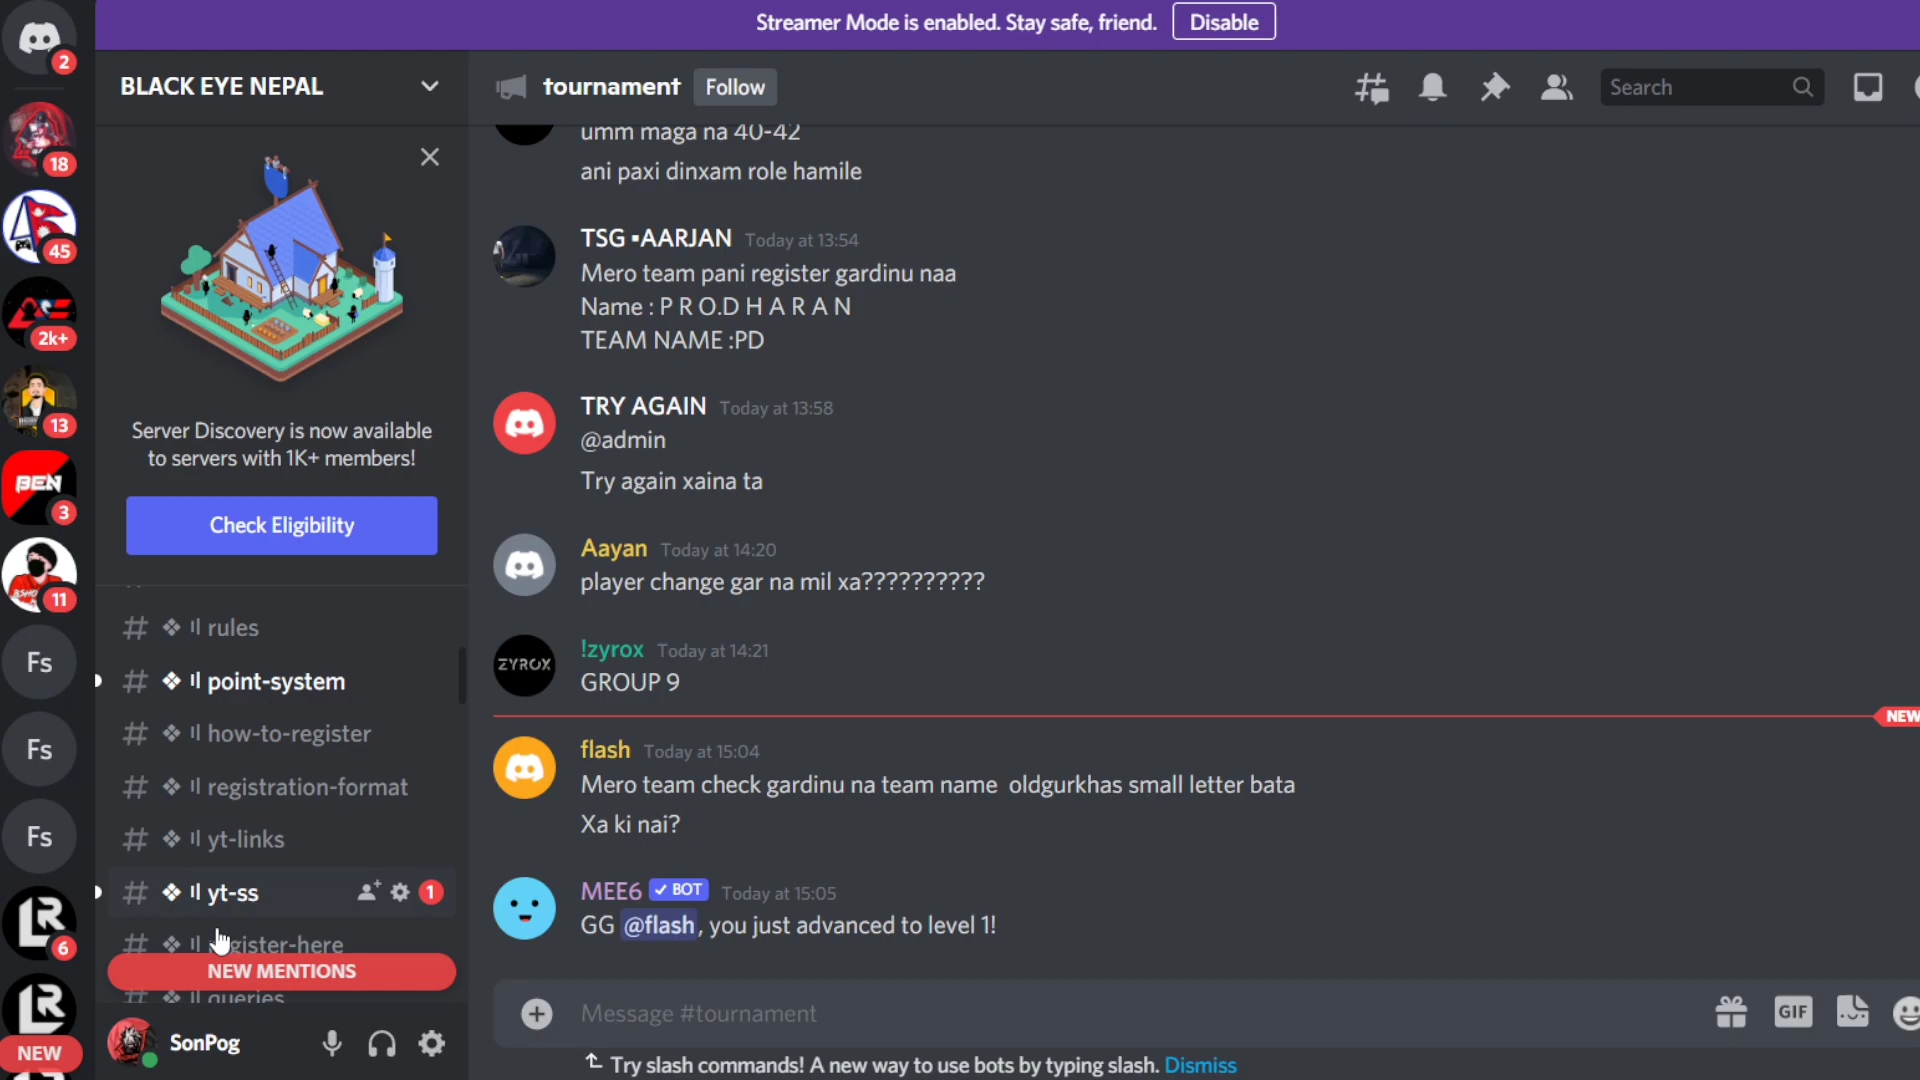 Streamer Mode is enabled. Stay safe, friend. Disable
2
BLACK EYE NEPAL
tournament Follow
Search
18
45
2k+
13
BEN
3
11
Fs
Fs
Fs
6
NEW
Server Discovery is now available
to servers with 1K+ members!
Check Eligibility
rules
point-system
how-to-register
registration-format
yt-links
yt-ss 1
NEW MENTIONS
queries
SonPog
umm maga na 40-42
ani paxi dinxam role hamile
TSG ▪AARJAN Today at 13:54
Mero team pani register gardinu naa
Name : P R O.D H A R A N
TEAM NAME :PD
TRY AGAIN Today at 13:58
@admin
Try again xaina ta
Aayan Today at 14:20
player change gar na mil xa??????????
ZYROX
!zyrox Today at 14:21
GROUP 9
NEW
flash Today at 15:04
Mero team check gardinu na team name oldgurkhas small letter bata
Xa ki nai?
MEE6 ✓ BOT Today at 15:05
GG @flash, you just advanced to level 1!
Message #tournament
GIF
Try slash commands! A new way to use bots by typing slash. Dismiss